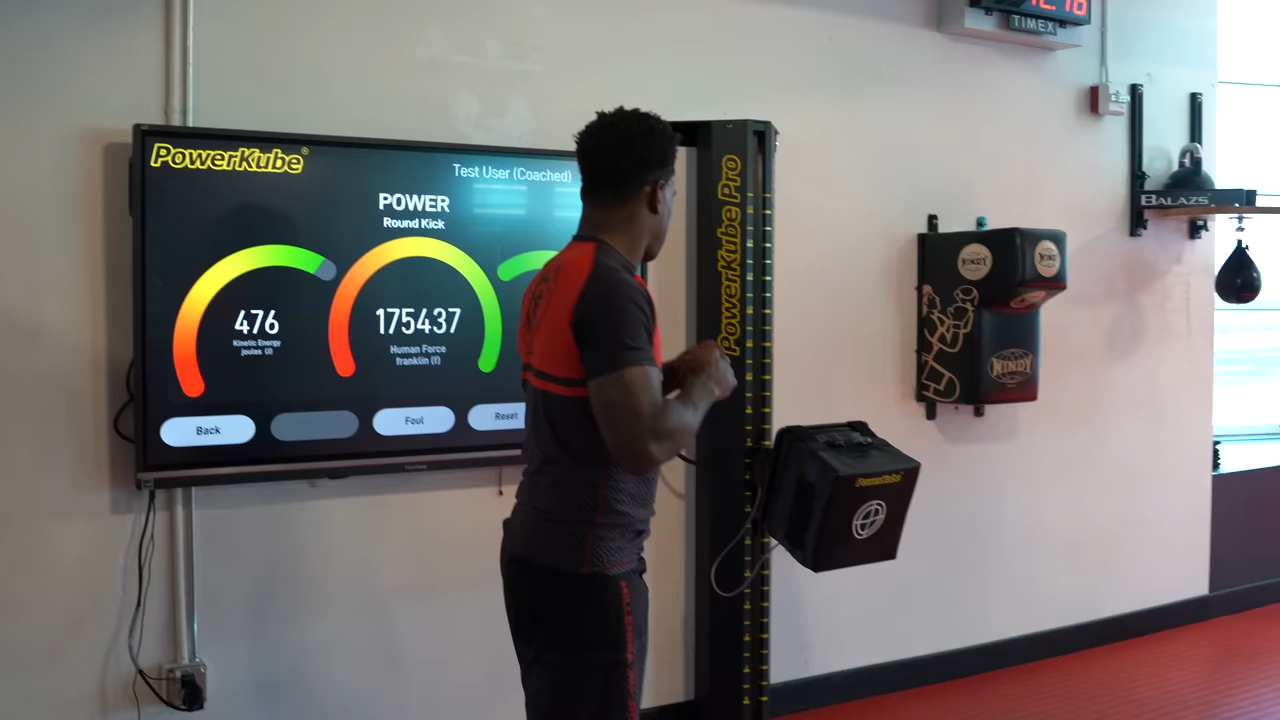 PowerKube
Test User (Coached)
POWER
Round Kick
476
Kinetic Energy
joules (J)
175437
Human Force
franklin (f)
Back
Foul
Reset
PowerKube Pro
PowerKube
TIMEX
WINDY
WINDY
WINDY
BALAZS